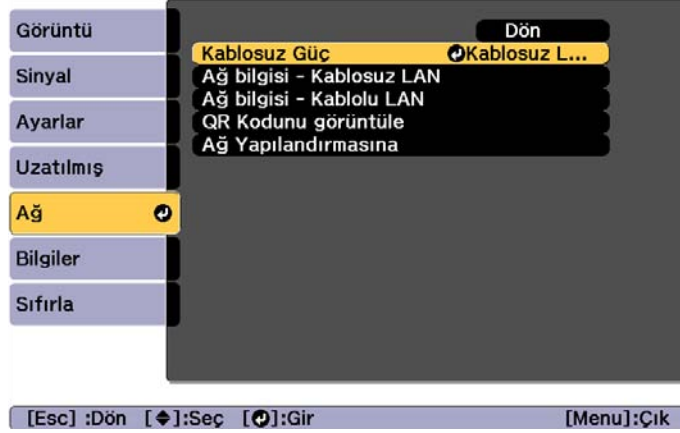 Görüntü
Sinyal
Ayarlar
Uzatılmış
Ağ
Bilgiler
Sıfırla
Dön
Kablosuz Güç Kablosuz L...
Ağ bilgisi - Kablosuz LAN
Ağ bilgisi - Kablolu LAN
QR Kodunu görüntüle
Ağ Yapılandırmasına
[Esc] :Dön [◆]:Seç [↵]:Gir [Menu]:Çık